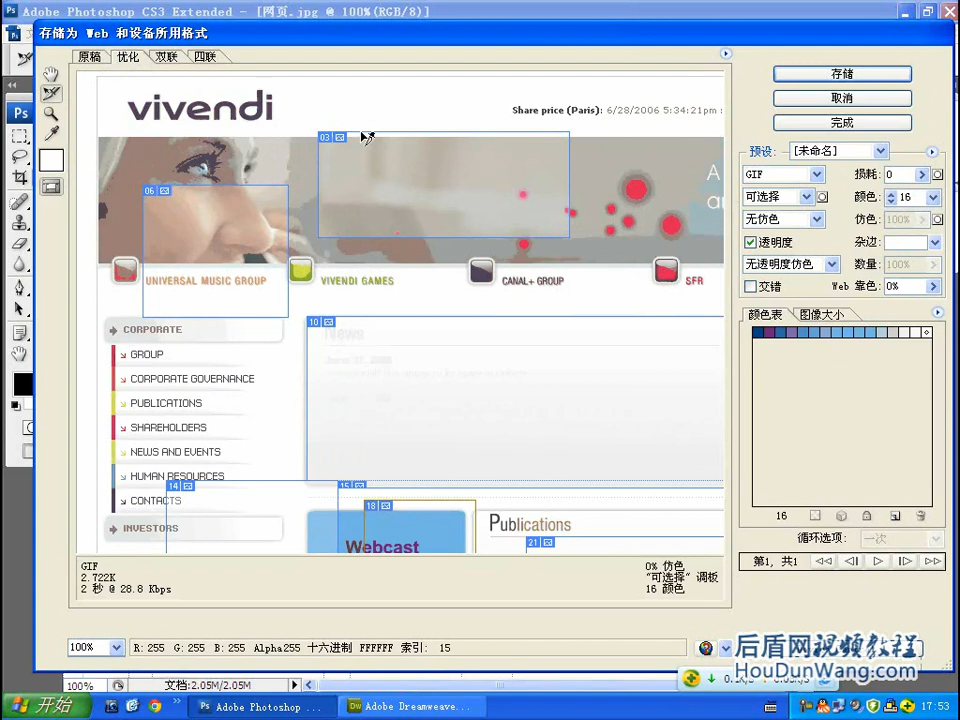 Adobe Photoshop CS3 Extended - [网页.jpg @ 100%(RGB/8)]
存储为 Web 和设备所用格式
原稿 优化 双联 四联
存储
取消
完成
预设: [未命名]
GIF 损耗: 0
可选择 颜色: 16
无仿色 仿色: 100%
透明度 杂边:
无透明度仿色 数量: 100%
交错 Web 靠色: 0%
颜色表 图像大小
16
循环选项: 一次
第1, 共1
Ps
vivendi
Share price (Paris): 6/28/2006 5:34:21pm :
03
A
06
UNIVERSAL MUSIC GROUP VIVENDI GAMES CANAL+ GROUP SFR
10
CORPORATE
News
GROUP
CORPORATE GOVERNANCE
PUBLICATIONS
SHAREHOLDERS
NEWS AND EVENTS
HUMAN RESOURCES
14 15
CONTACTS
18
INVESTORS
Publications
21
Webcast
GIF
2.722K
2 秒 @ 28.8 Kbps
0% 仿色
"可选择" 调板
16 颜色
100% R: 255 G: 255 B: 255 Alpha255 十六进制 FFFFFF 索引: 15
后盾网视频教程
HouDunWang.com
100% 文档:2.05M/2.05M
开始 Adobe Photoshop ... Adobe Dreamweave... 17:53